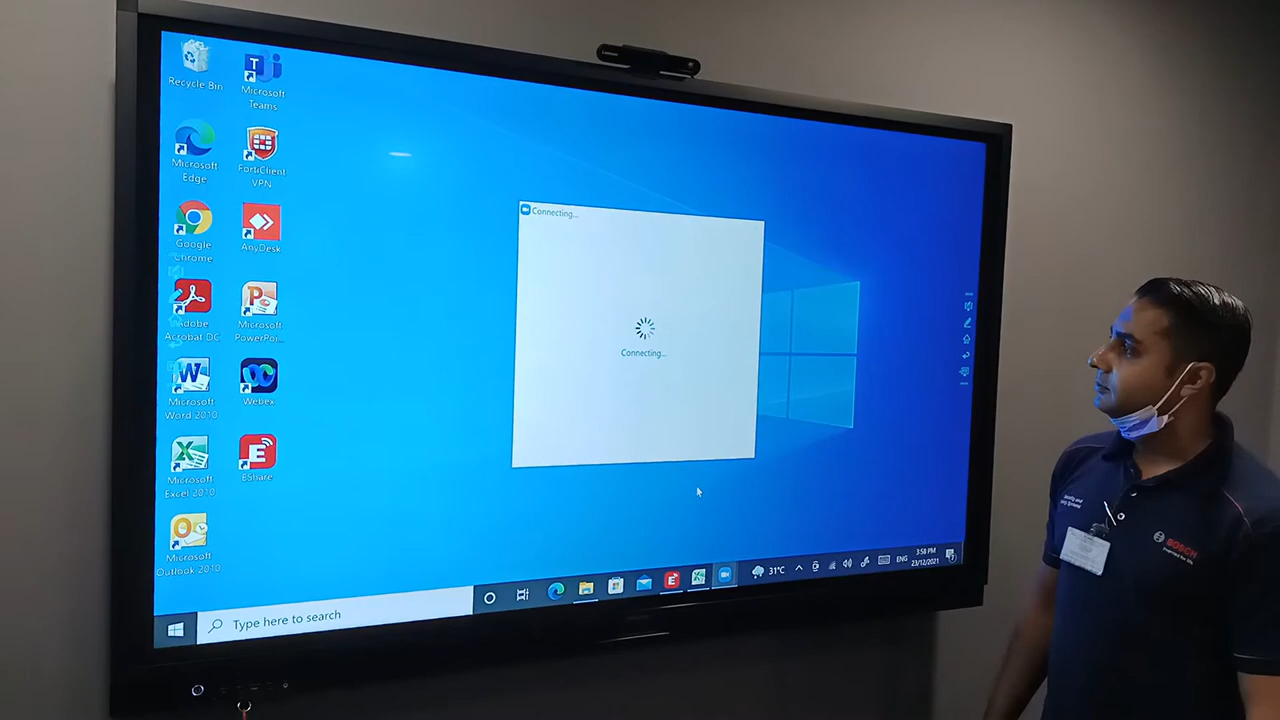 Recycle Bin
Microsoft
Teams
Microsoft
Edge
FortiClient
VPN
Google
Chrome
AnyDesk
Adobe
Acrobat DC
Microsoft
PowerPoi...
Microsoft
Word 2010
Webex
Microsoft
Excel 2010
EShare
Microsoft
Outlook 2010
Connecting...
Connecting...
Type here to search
31°C
ENG
3:58 PM
23/12/2021
Security and
BOSCH